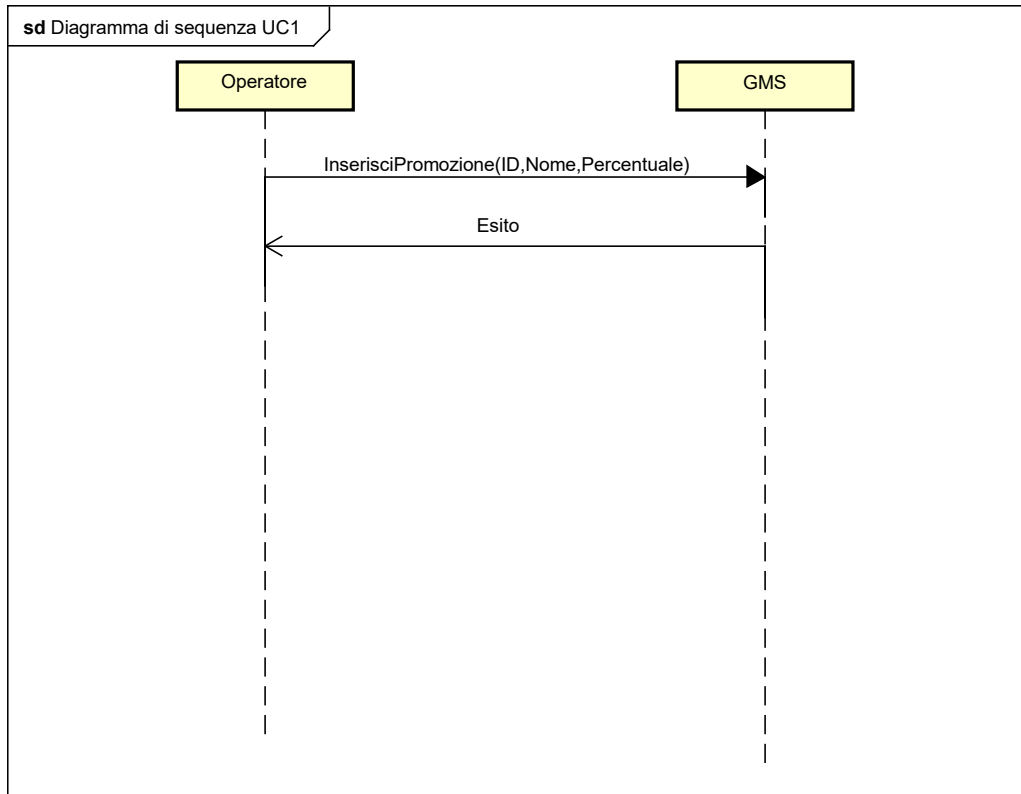 sd Diagramma di sequenza UC1
Operatore
GMS
InserisciPromozione(ID,Nome,Percentuale)
Esito